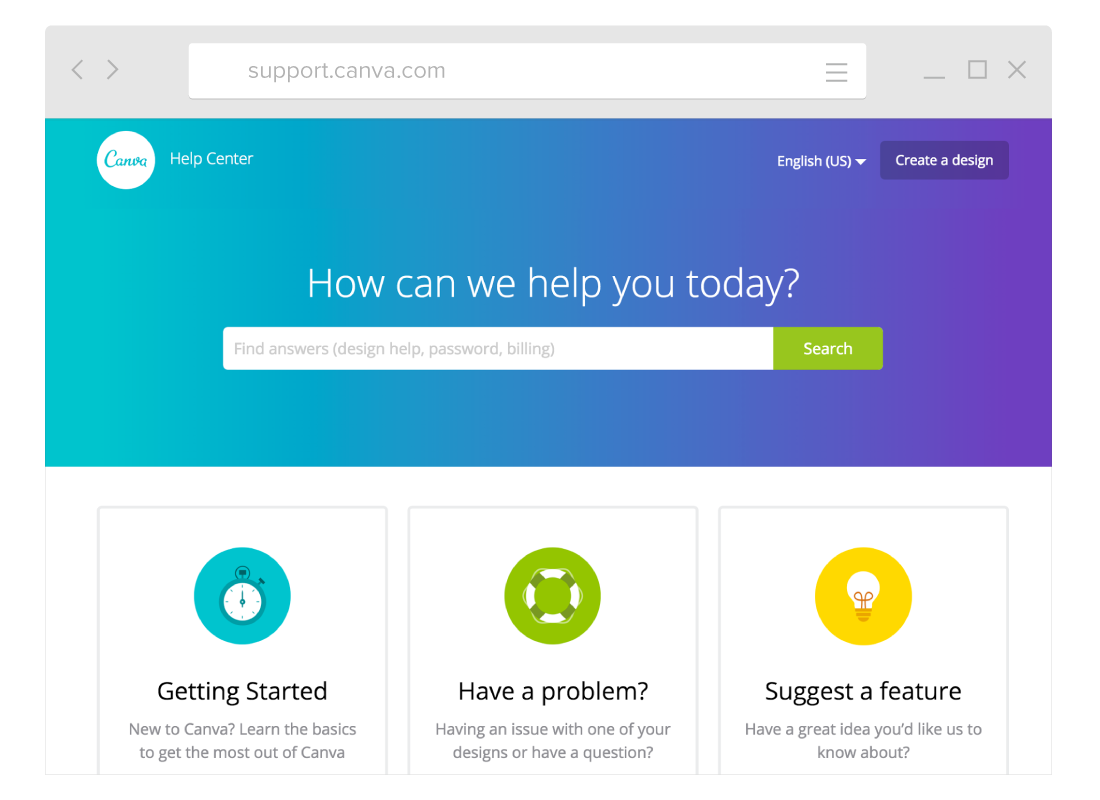 support.canva.com
Canva
Help Center
English (US)
Create a design
How can we help you today?
Find answers (design help, password, billing)
Search
Getting Started
New to Canva? Learn the basics
to get the most out of Canva
Have a problem?
Having an issue with one of your
designs or have a question?
Suggest a feature
Have a great idea you’d like us to
know about?